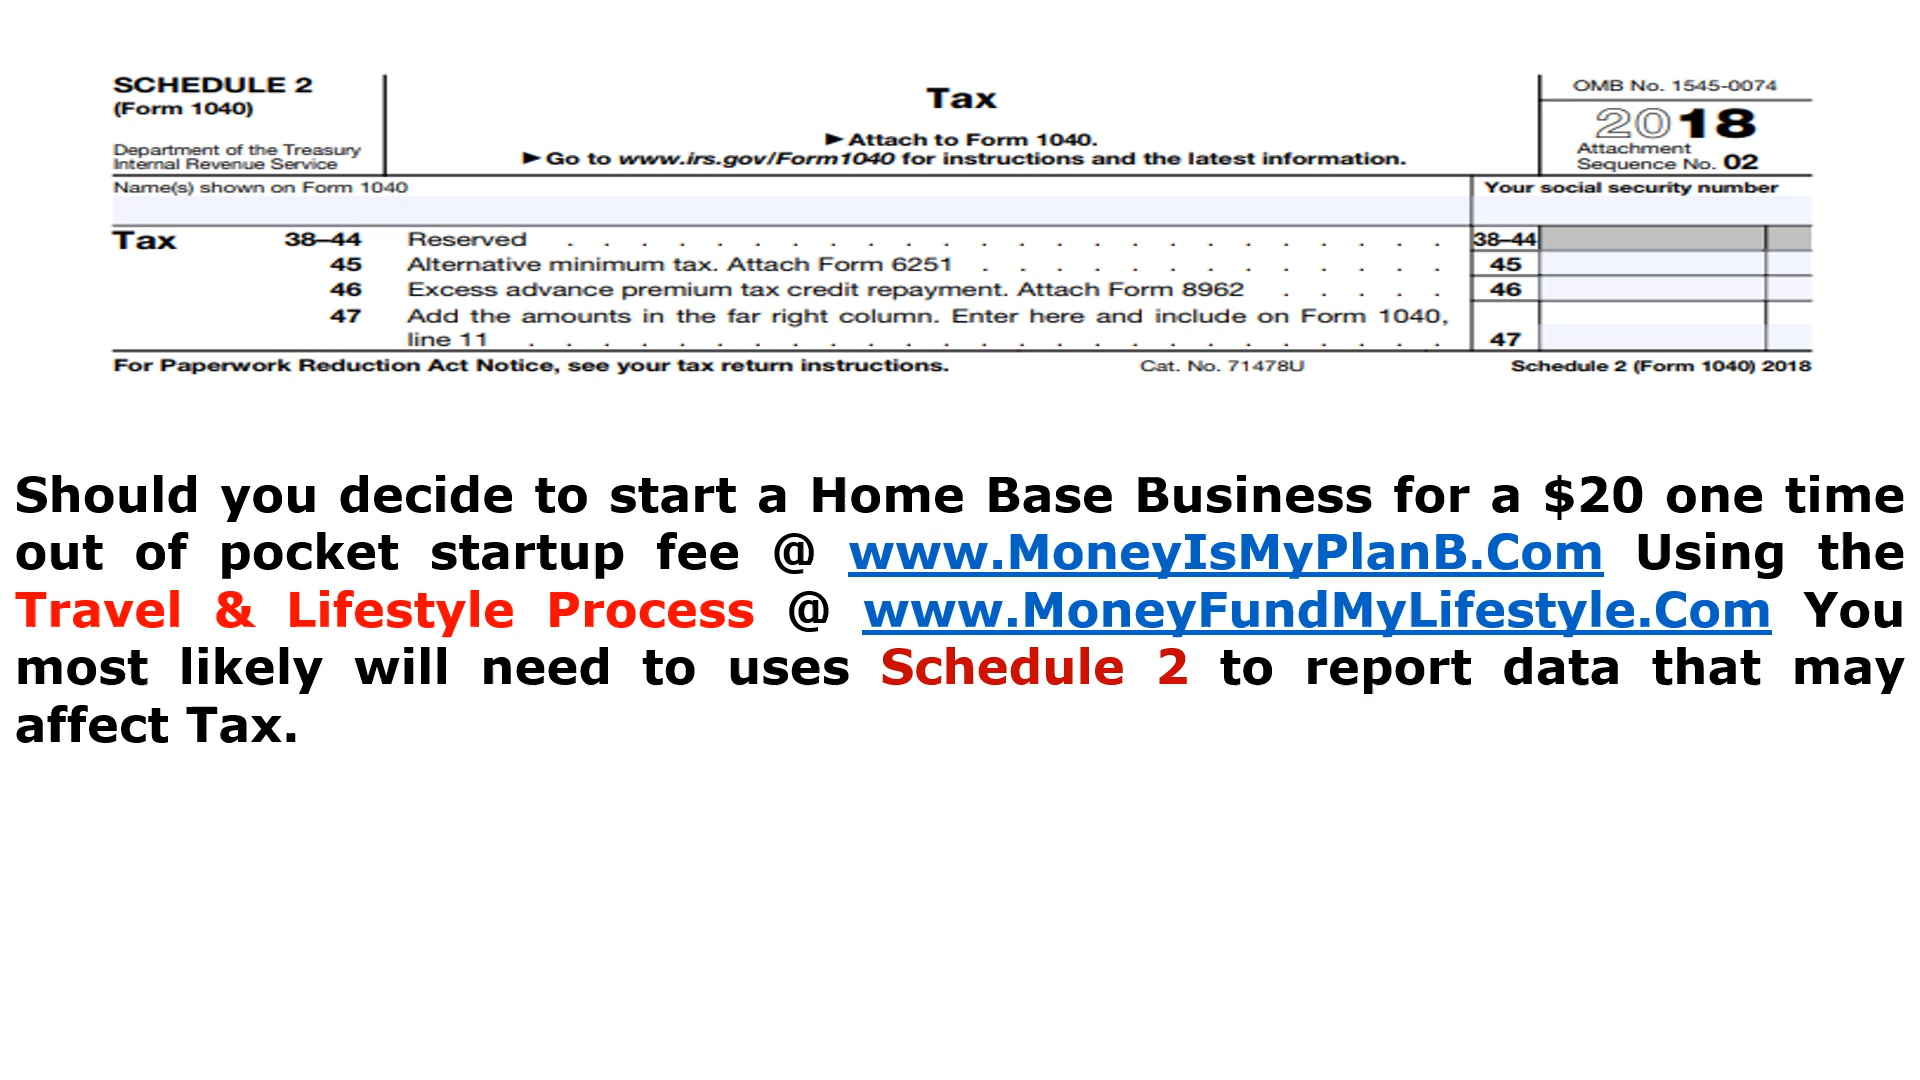 SCHEDULE 2
(Form 1040)
Department of the Treasury
Internal Revenue Service
Tax
►Attach to Form 1040.
►Go to www.irs.gov/Form1040 for instructions and the latest information.
OMB No. 1545-0074
2018
Attachment
Sequence No. 02
Name(s) shown on Form 1040
Your social security number
Tax 38–44 Reserved . . . . . . . . . . . . . . . . . . . . . . . . 38–44
45 Alternative minimum tax. Attach Form 6251 . . . . . . . . . . . . . 45
46 Excess advance premium tax credit repayment. Attach Form 8962 . . . . . 46
47 Add the amounts in the far right column. Enter here and include on Form 1040,
line 11 . . . . . . . . . . . . . . . . . . . . . . . . . 47
For Paperwork Reduction Act Notice, see your tax return instructions. Cat. No. 71478U Schedule 2 (Form 1040) 2018
Should you decide to start a Home Base Business for a $20 one time
out of pocket startup fee @ www.MoneyIsMyPlanB.Com Using the
Travel & Lifestyle Process @ www.MoneyFundMyLifestyle.Com You
most likely will need to uses Schedule 2 to report data that may
affect Tax.